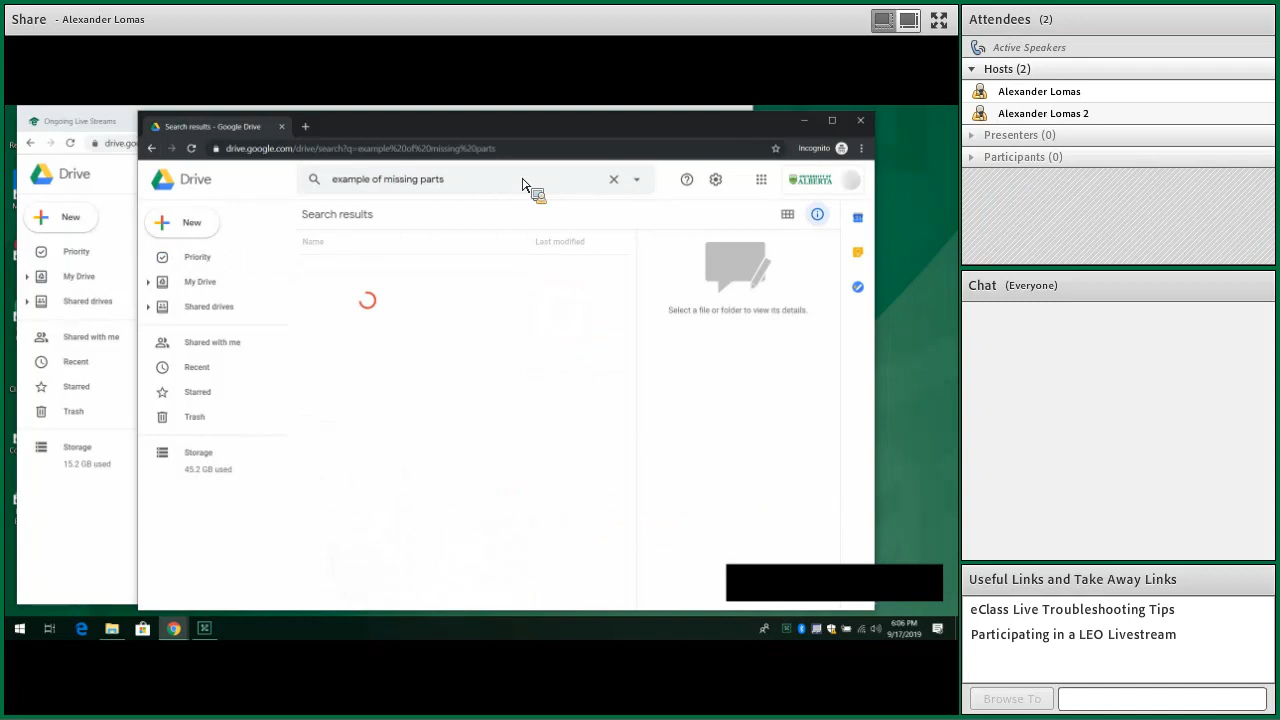 Share - Alexander Lomas
Ongoing Live Streams
drive.go
Drive
New
Priority
My Drive
Shared drives
Shared with me
Recent
Starred
Trash
Storage
15.2 GB used
Search results - Google Drive
drive.google.com/drive/search?q=example%20of%20missing%20parts
Incognito
Drive
example of missing parts
UNIVERSITY OF
ALBERTA
New
Search results
Priority
My Drive
Shared drives
Shared with me
Recent
Starred
Trash
Storage
45.2 GB used
Name
Last modified
Select a file or folder to view its details.
6:06 PM
9/17/2019
Attendees (2)
Active Speakers
Hosts (2)
Alexander Lomas
Alexander Lomas 2
Presenters (0)
Participants (0)
Chat (Everyone)
Useful Links and Take Away Links
eClass Live Troubleshooting Tips
Participating in a LEO Livestream
Browse To